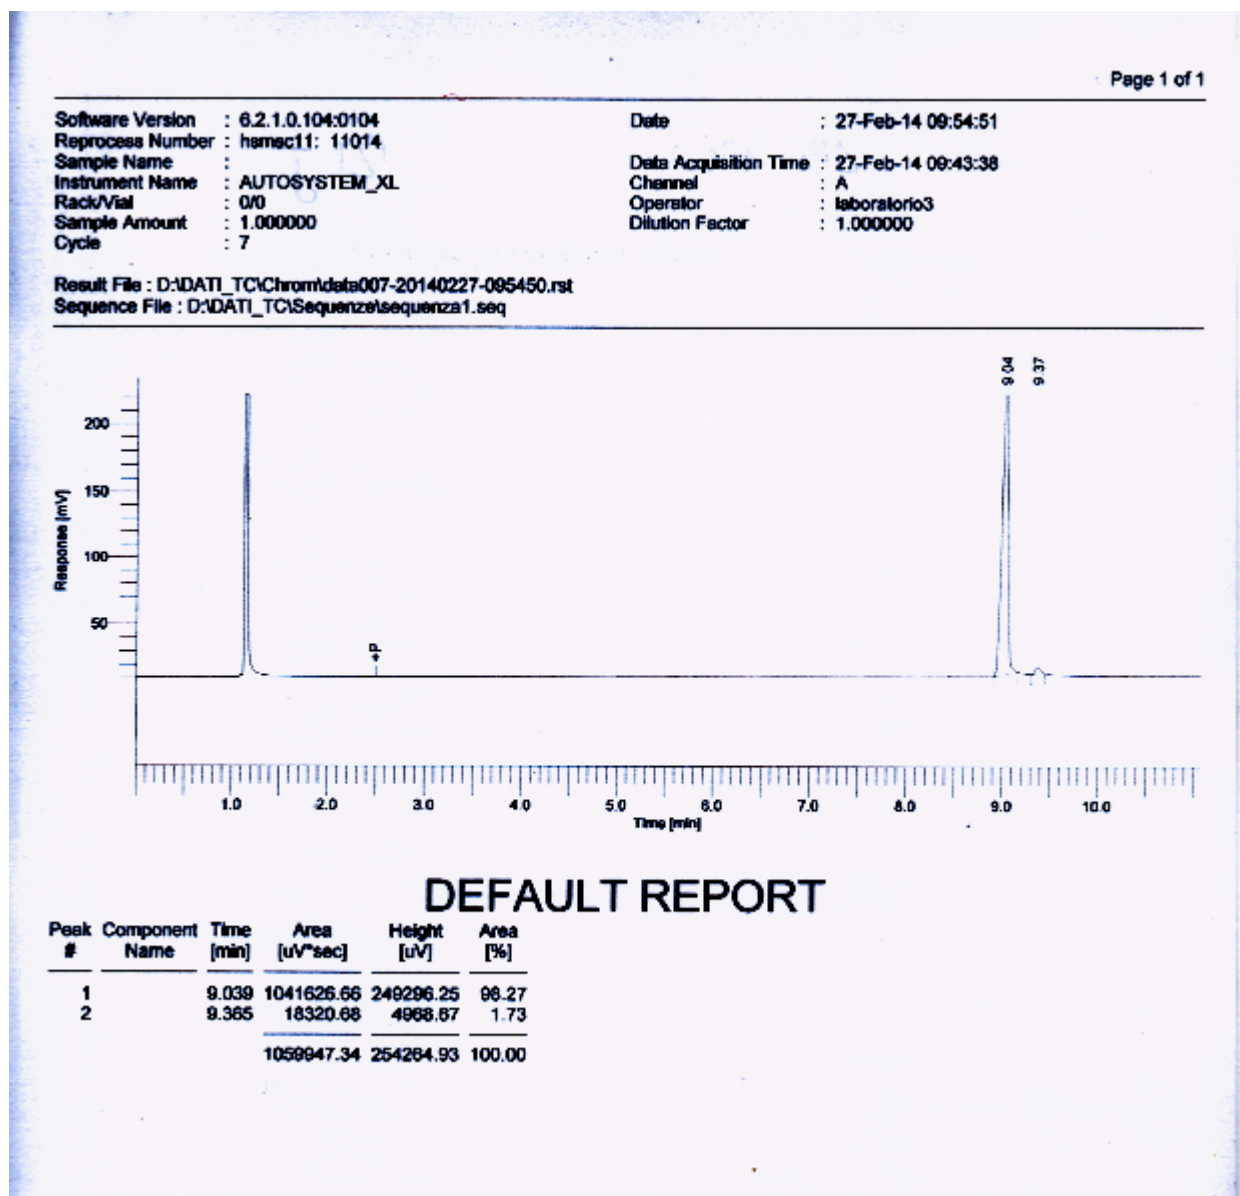 Page 1 of 1
Software Version : 6.2.1.0.104:0104 Date : 27-Feb-14 09:54:51
Reprocess Number : hsmsc11: 11014
Sample Name : Data Acquisition Time : 27-Feb-14 09:43:38
Instrument Name : AUTOSYSTEM_XL Channel : A
Rack/Vial : 0/0 Operator : laboratorio3
Sample Amount : 1.000000 Dilution Factor : 1.000000
Cycle : 7
Result File : D:\DATI_TC\Chrom\data007-20140227-095450.rst
Sequence File : D:\DATI_TC\Sequenze\sequenza1.seq
9.04 9.37
200
150
100
50
Response [mV]
1.0 2.0 3.0 4.0 5.0 6.0 7.0 8.0 9.0 10.0
Time [min]
DEFAULT REPORT
Peak Component Time Area Height Area
# Name [min] [uV*sec] [uV] [%]
1 9.039 1041626.66 249296.25 98.27
2 9.365 18320.68 4968.67 1.73
1059947.34 254264.93 100.00